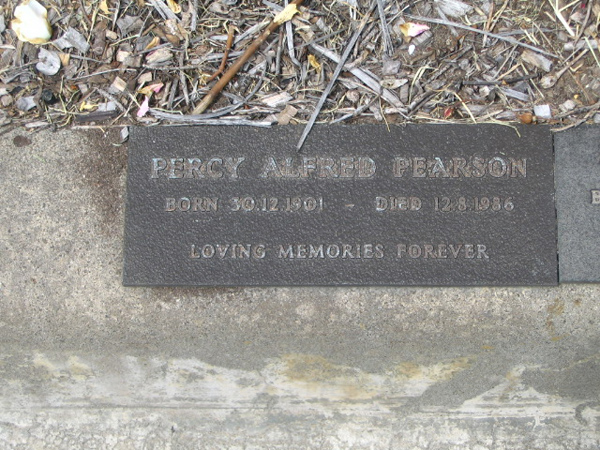 PERCY ALFRED PEARSON
BORN 30.12.1901 - DIED 12.8.1986
LOVING MEMORIES FOREVER
B